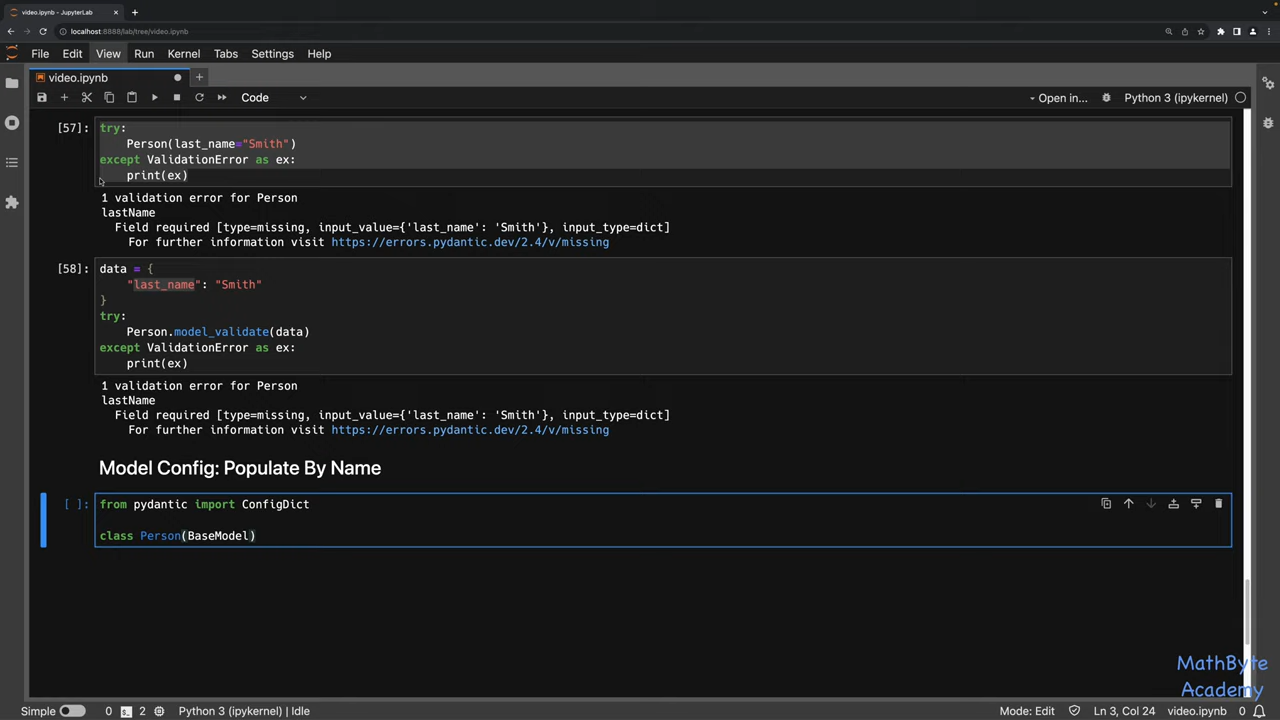 video.ipynb - JupyterLab
localhost:8888/lab/tree/video.ipynb
File Edit View Run Kernel Tabs Settings Help
video.ipynb
Code
Open in...
Python 3 (ipykernel)
[57]:
try:
    Person(last_name="Smith")
except ValidationError as ex:
    print(ex)
1 validation error for Person
lastName
  Field required [type=missing, input_value={'last_name': 'Smith'}, input_type=dict]
    For further information visit https://errors.pydantic.dev/2.4/v/missing
[58]:
data = {
    "last_name": "Smith"
}
try:
    Person.model_validate(data)
except ValidationError as ex:
    print(ex)
1 validation error for Person
lastName
  Field required [type=missing, input_value={'last_name': 'Smith'}, input_type=dict]
    For further information visit https://errors.pydantic.dev/2.4/v/missing
Model Config: Populate By Name
[ ]:
from pydantic import ConfigDict
class Person(BaseModel)
MathByte
Academy
Simple 0 2 Python 3 (ipykernel) | Idle Mode: Edit Ln 3, Col 24 video.ipynb 0